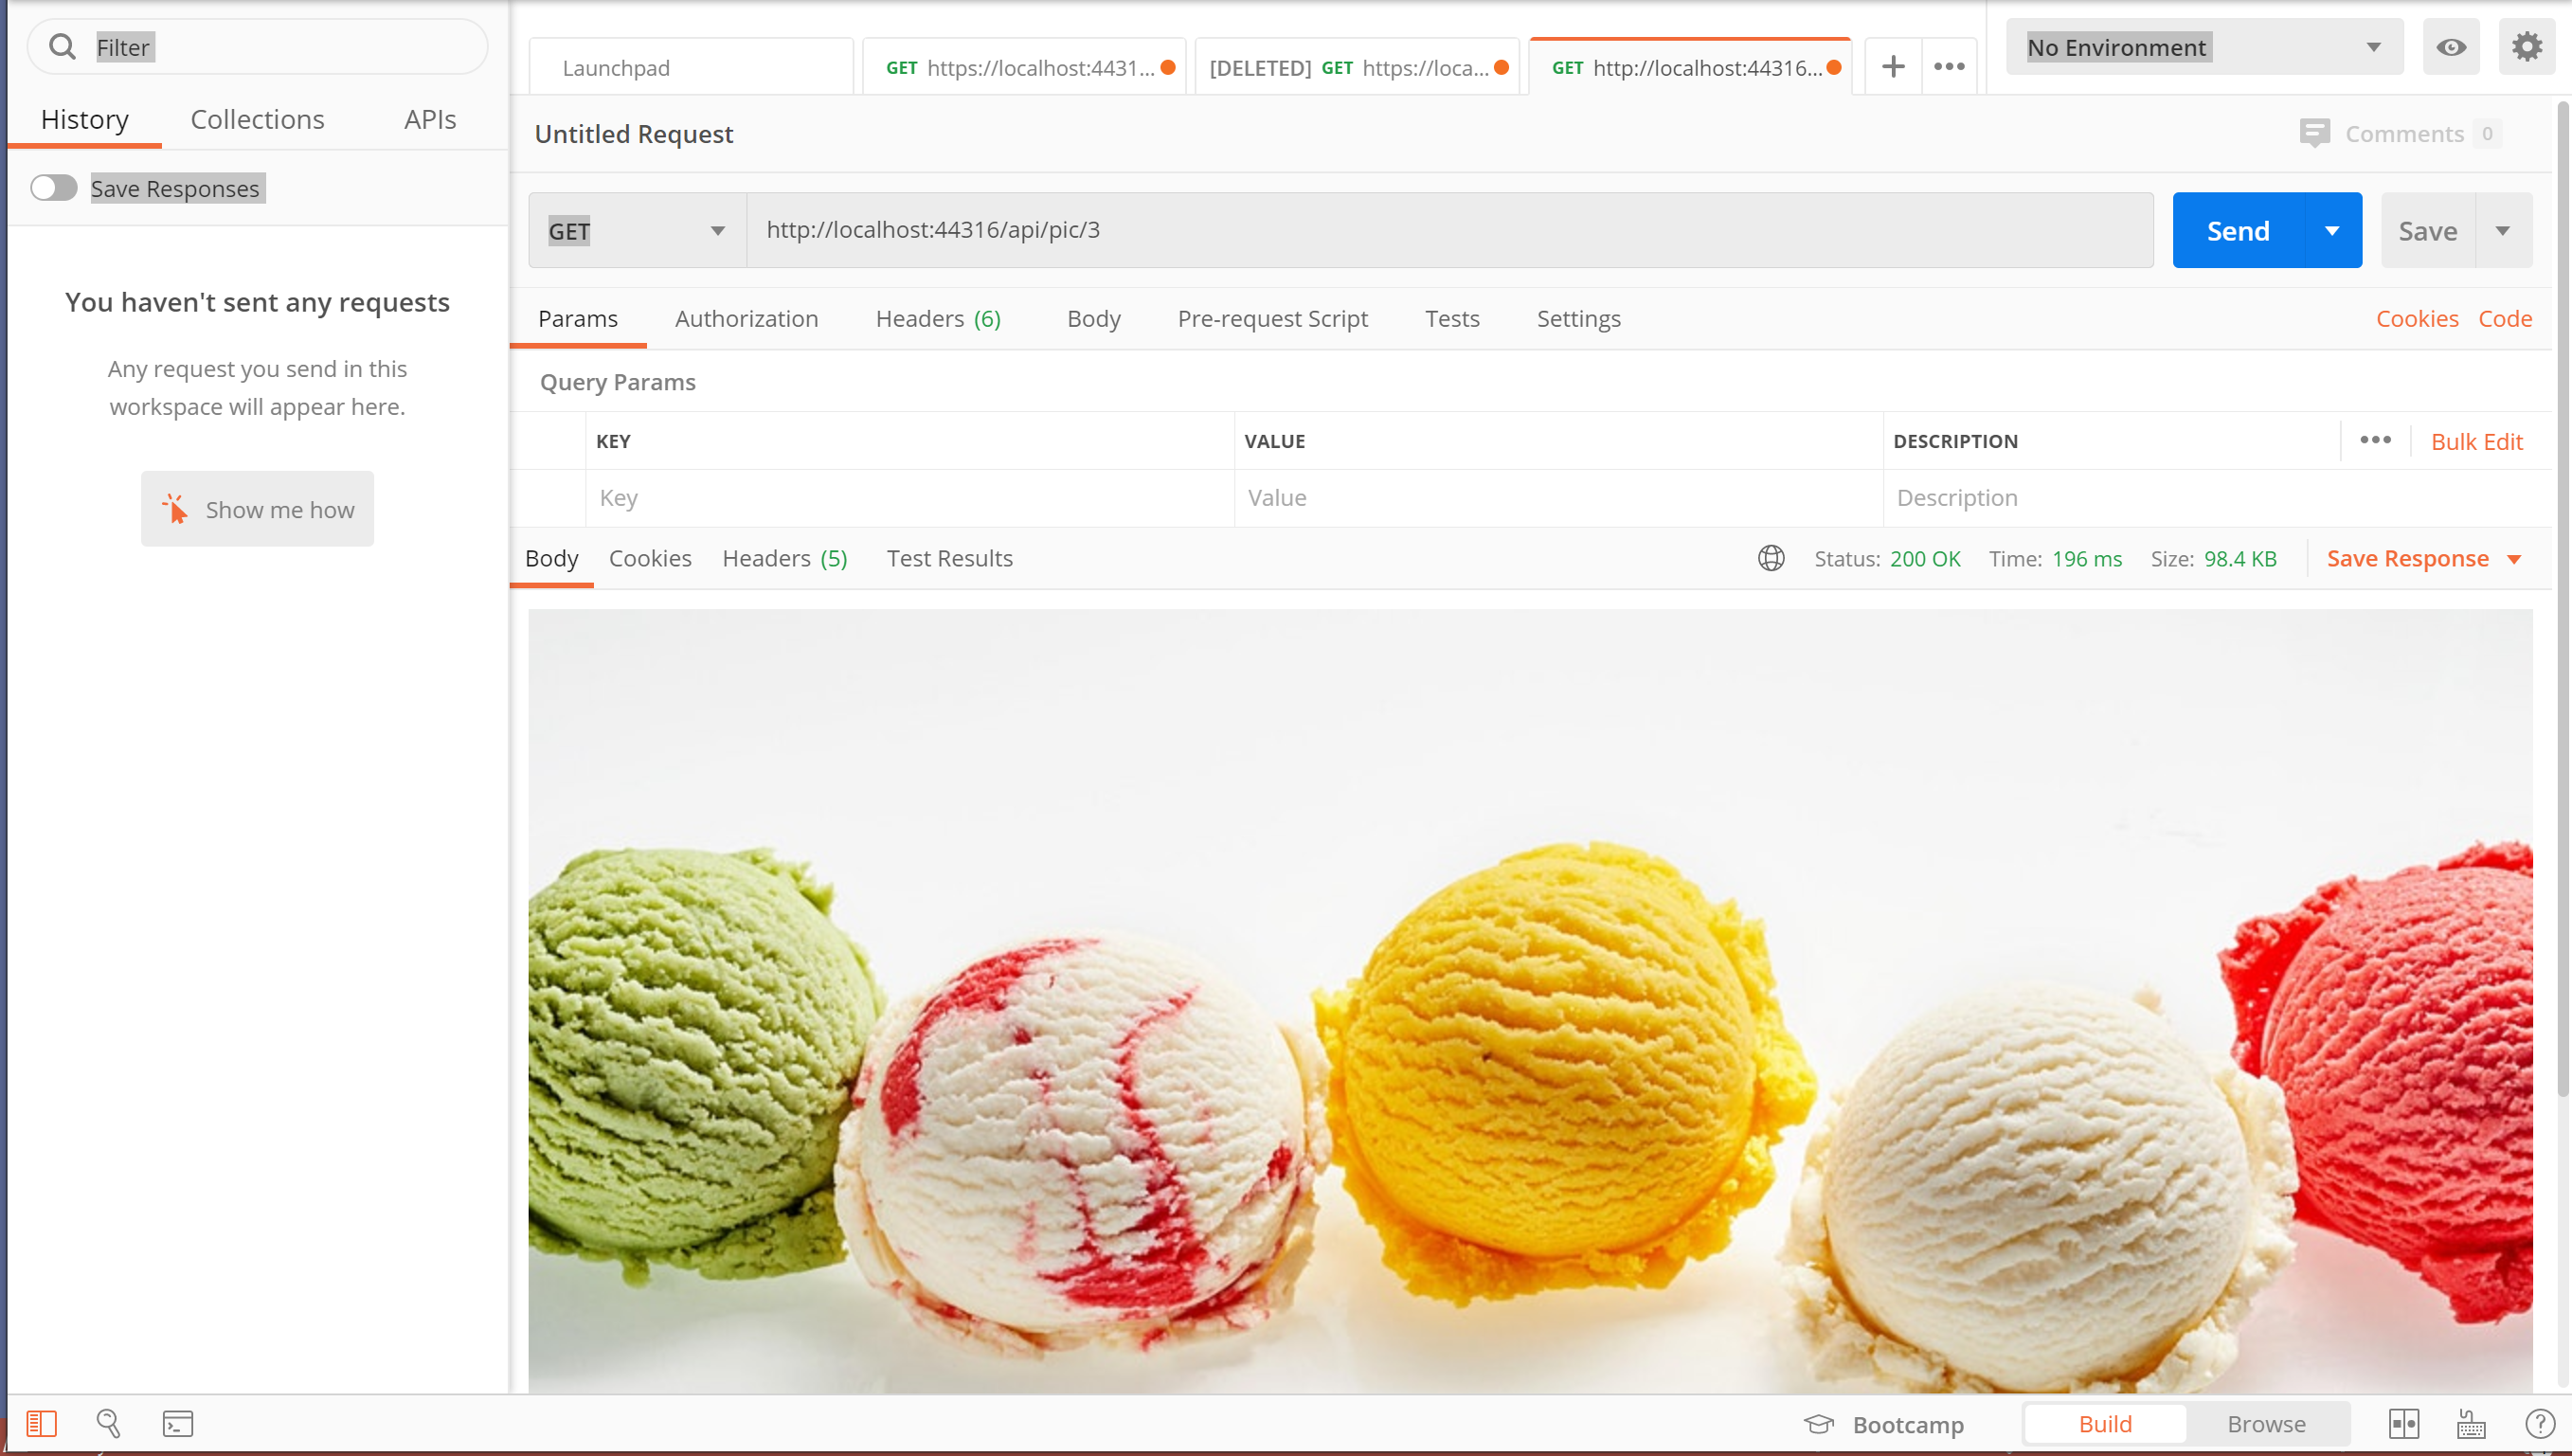 Filter
Launchpad
GET https://localhost:4431...
[DELETED] GET https://loca...
GET http://localhost:44316...
No Environment
History Collections APIs
Untitled Request
Comments 0
Save Responses
GET
http://localhost:44316/api/pic/3
Send
Save
You haven't sent any requests
Any request you send in this
workspace will appear here.
Show me how
Params Authorization Headers (6) Body Pre-request Script Tests Settings
Cookies Code
Query Params
KEY VALUE DESCRIPTION
Bulk Edit
Key Value Description
Body Cookies Headers (5) Test Results
Status: 200 OK Time: 196 ms Size: 98.4 KB
Save Response
Bootcamp
Build Browse